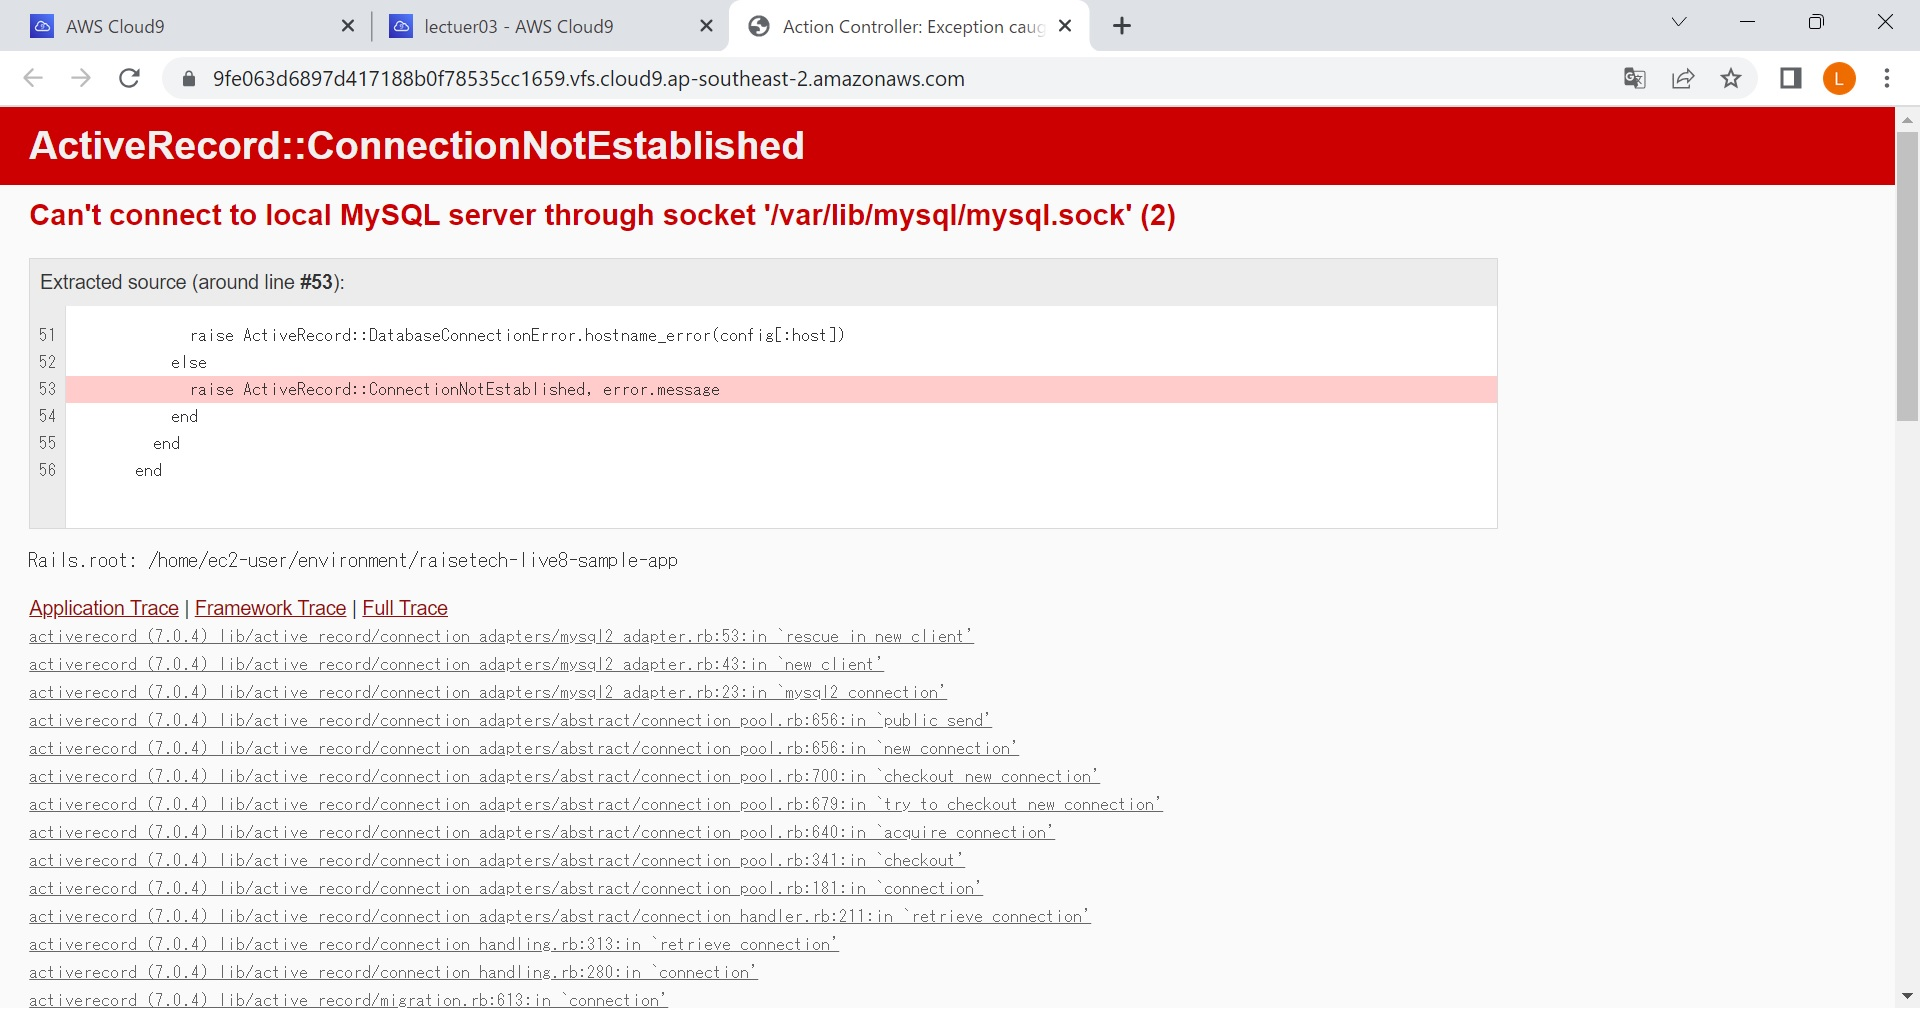 AWS Cloud9
lectuer03 - AWS Cloud9
Action Controller: Exception caug
9fe063d6897d417188b0f78535cc1659.vfs.cloud9.ap-southeast-2.amazonaws.com
L
ActiveRecord::ConnectionNotEstablished
Can't connect to local MySQL server through socket '/var/lib/mysql/mysql.sock' (2)
Extracted source (around line #53):
51 raise ActiveRecord::DatabaseConnectionError.hostname_error(config[:host])
52 else
53 raise ActiveRecord::ConnectionNotEstablished, error.message
54 end
55 end
56 end
Rails.root: /home/ec2-user/environment/raisetech-live8-sample-app
Application Trace | Framework Trace | Full Trace
activerecord (7.0.4) lib/active_record/connection_adapters/mysql2_adapter.rb:53:in `rescue in new_client'
activerecord (7.0.4) lib/active_record/connection_adapters/mysql2_adapter.rb:43:in `new_client'
activerecord (7.0.4) lib/active_record/connection_adapters/mysql2_adapter.rb:23:in `mysql2_connection'
activerecord (7.0.4) lib/active_record/connection_adapters/abstract/connection_pool.rb:656:in `public_send'
activerecord (7.0.4) lib/active_record/connection_adapters/abstract/connection_pool.rb:656:in `new_connection'
activerecord (7.0.4) lib/active_record/connection_adapters/abstract/connection_pool.rb:700:in `checkout_new_connection'
activerecord (7.0.4) lib/active_record/connection_adapters/abstract/connection_pool.rb:679:in `try_to_checkout_new_connection'
activerecord (7.0.4) lib/active_record/connection_adapters/abstract/connection_pool.rb:640:in `acquire_connection'
activerecord (7.0.4) lib/active_record/connection_adapters/abstract/connection_pool.rb:341:in `checkout'
activerecord (7.0.4) lib/active_record/connection_adapters/abstract/connection_pool.rb:181:in `connection'
activerecord (7.0.4) lib/active_record/connection_adapters/abstract/connection_handler.rb:211:in `retrieve_connection'
activerecord (7.0.4) lib/active_record/connection_handling.rb:313:in `retrieve_connection'
activerecord (7.0.4) lib/active_record/connection_handling.rb:280:in `connection'
activerecord (7.0.4) lib/active_record/migration.rb:613:in `connection'